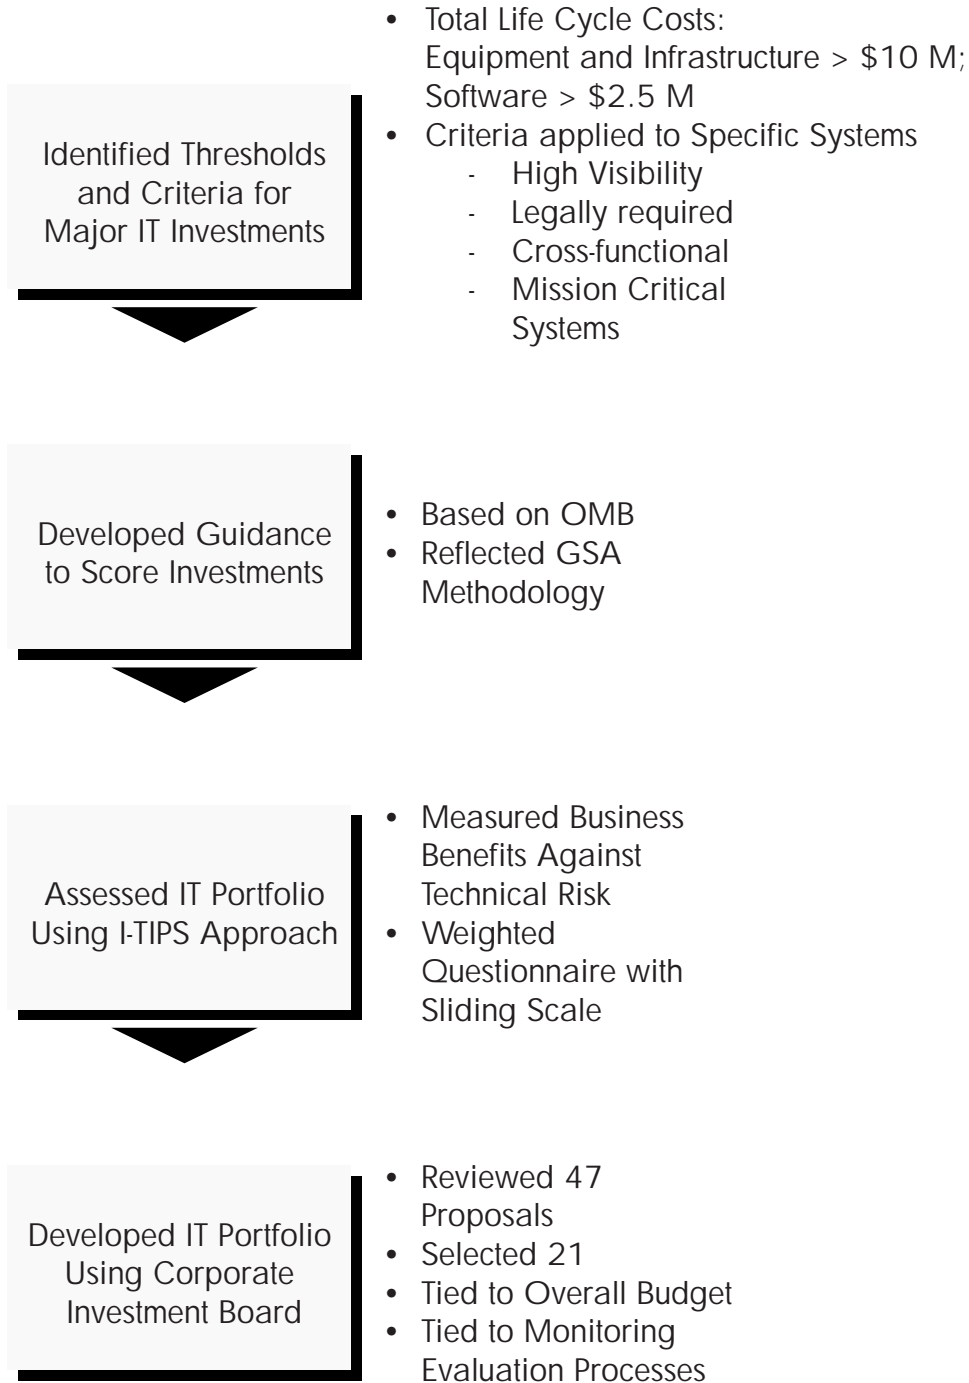 Identified Thresholds
and Criteria for
Major IT Investments
• Total Life Cycle Costs:
Equipment and Infrastructure > $10 M;
Software > $2.5 M
• Criteria applied to Specific Systems
- High Visibility
- Legally required
- Cross-functional
- Mission Critical
Systems
Developed Guidance
to Score Investments
• Based on OMB
• Reflected GSA
Methodology
Assessed IT Portfolio
Using I-TIPS Approach
• Measured Business
Benefits Against
Technical Risk
• Weighted
Questionnaire with
Sliding Scale
Developed IT Portfolio
Using Corporate
Investment Board
• Reviewed 47
Proposals
• Selected 21
• Tied to Overall Budget
• Tied to Monitoring
Evaluation Processes